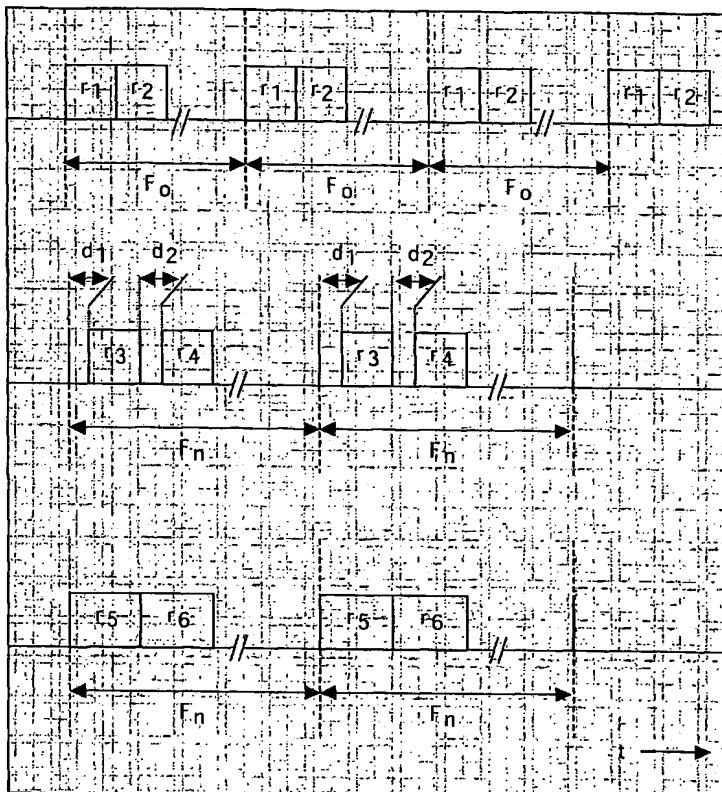 r1 r2 r1 r2 r1 r2 r1 r2
Fo Fo Fo
d1 d2 d1 d2
r3 r4 r3 r4
Fn Fn
r5 r6 r5 r6
Fn Fn
t